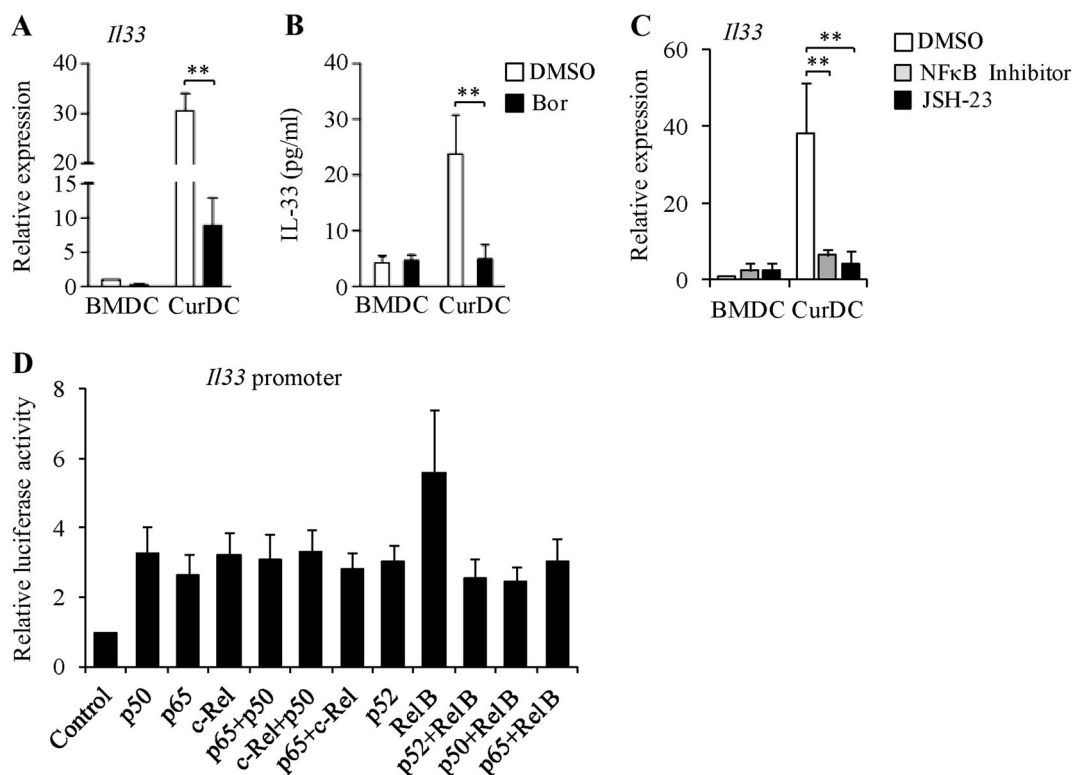 A
Il33
Relative expression
40
30
20
15
10
5
0
**
BMDC CurDC
B
IL-33 (pg/ml)
40
30
20
10
0
**
DMSO
Bor
BMDC CurDC
C
Il33
Relative expression
60
40
20
0
**
**
DMSO
NFκB Inhibitor
JSH-23
BMDC CurDC
D
Il33 promoter
Relative luciferase activity
8
6
4
2
0
Control
p50
p65
c-Rel
p65+p50
c-Rel+p50
p65+c-Rel
p52
RelB
p52+RelB
p50+RelB
p65+RelB